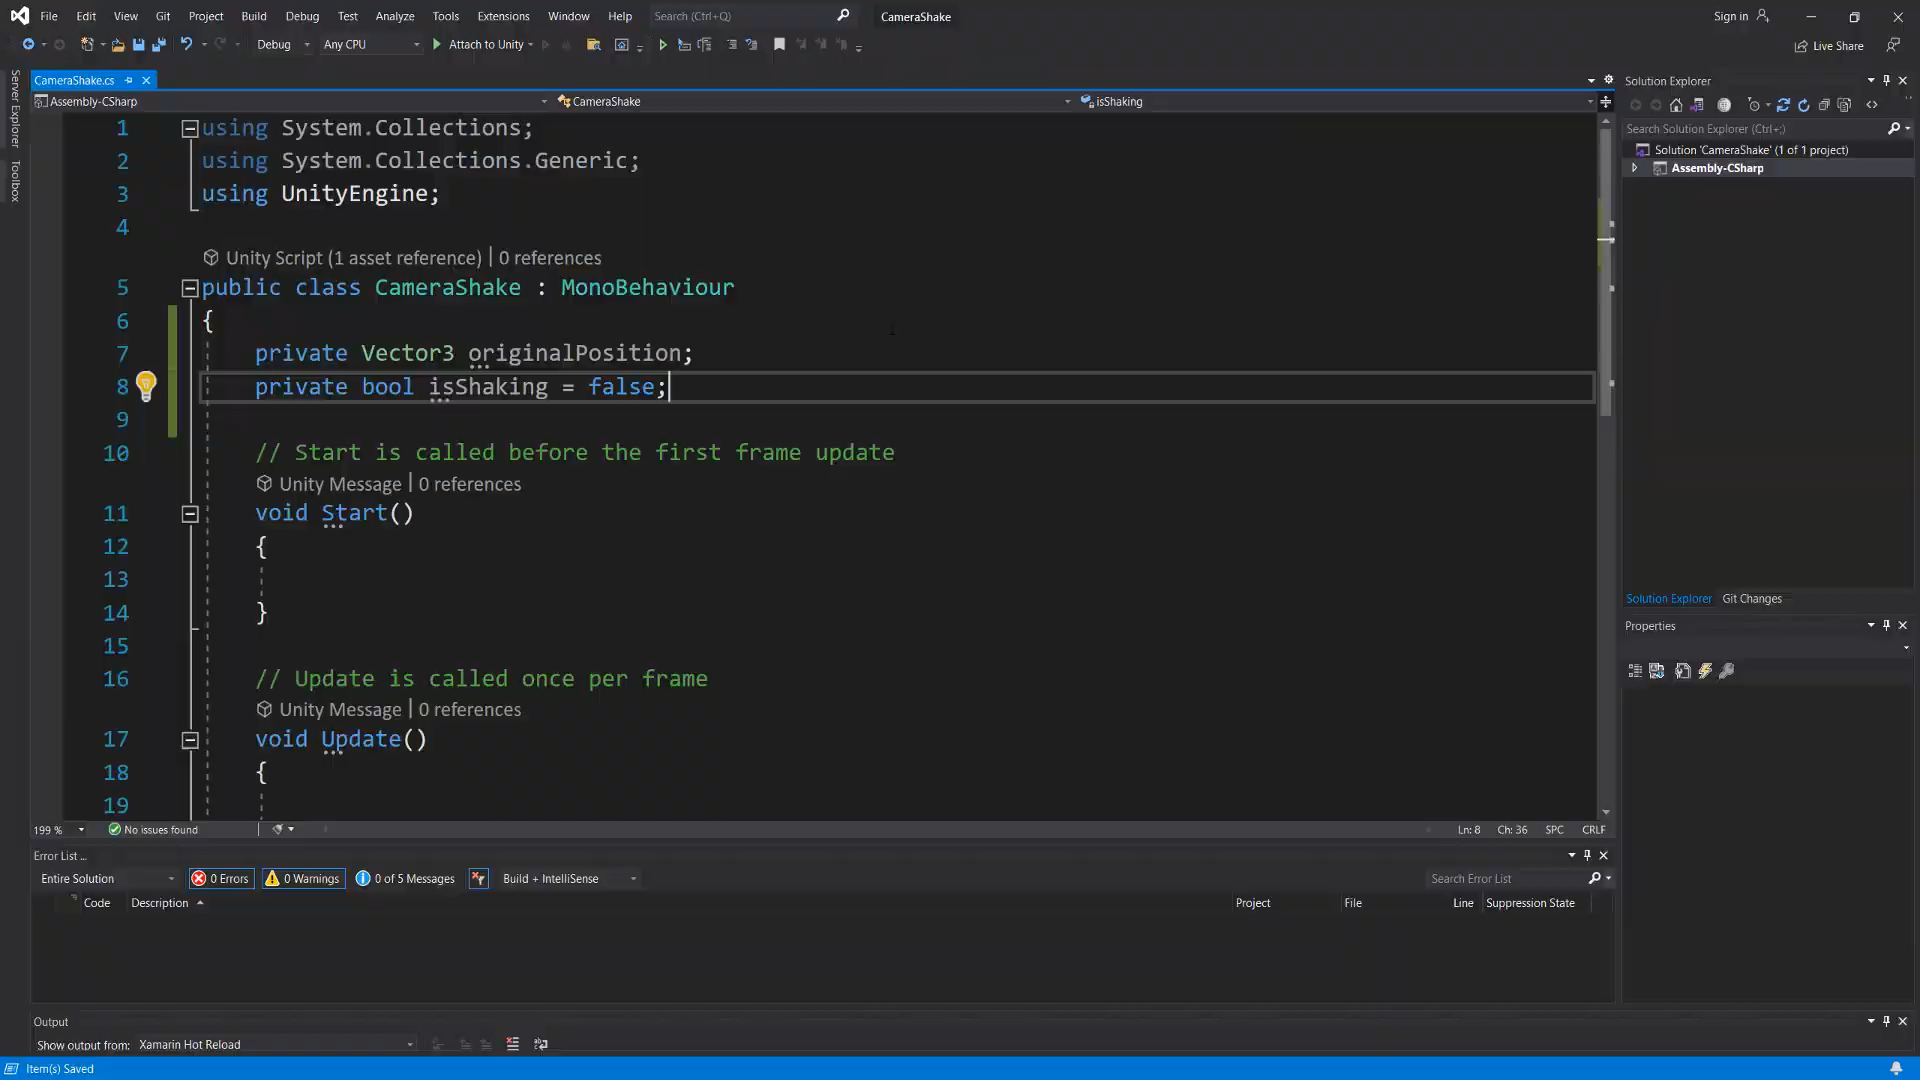 File Edit View Git Project Build Debug Test Analyze Tools Extensions Window Help Search (Ctrl+Q) CameraShake Sign in
Debug Any CPU Attach to Unity Live Share
Server Explorer
Toolbox
CameraShake.cs
Assembly-CSharp CameraShake isShaking
1 using System.Collections;
2 using System.Collections.Generic;
3 using UnityEngine;
4
Unity Script (1 asset reference) | 0 references
5 public class CameraShake : MonoBehaviour
6 {
7 private Vector3 originalPosition;
8 private bool isShaking = false;
9
10 // Start is called before the first frame update
Unity Message | 0 references
11 void Start()
12 {
13
14 }
15
16 // Update is called once per frame
Unity Message | 0 references
17 void Update()
18 {
19
199 % No issues found Ln: 8 Ch: 36 SPC CRLF
Error List ...
Entire Solution 0 Errors 0 Warnings 0 of 5 Messages Build + IntelliSense Search Error List
Code Description Project File Line Suppression State
Output
Show output from: Xamarin Hot Reload
Item(s) Saved
Solution Explorer
Search Solution Explorer (Ctrl+;)
Solution 'CameraShake' (1 of 1 project)
Assembly-CSharp
Solution Explorer Git Changes
Properties